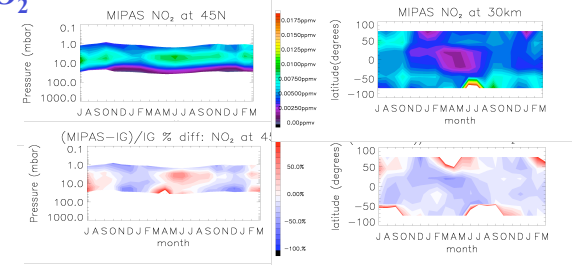 O₂
MIPAS NO₂ at 45N
Pressure (mbar)
0.1
1.0
10.0
100.0
1000.0
J A S O N D J F M A M J J A S O N D J F M
0.0175ppmv
0.0150ppmv
0.0125ppmv
0.0100ppmv
0.00750ppmv
0.00500ppmv
0.00250ppmv
0.00ppmv
MIPAS NO₂ at 30km
latitude(degrees)
100
50
0
−50
−100
J A S O N D J F M A M J J A S O N D J F M
month
(MIPAS−IG)/IG % diff: NO₂ at 45
Pressure (mbar)
0.1
1.0
10.0
100.0
1000.0
J A S O N D J F M A M J J A S O N D J F M
month
50.0%
0.00%
−50.0%
−100.%
latitude (degrees)
100
50
0
−50
−100
J A S O N D J F M A M J J A S O N D J F M
month